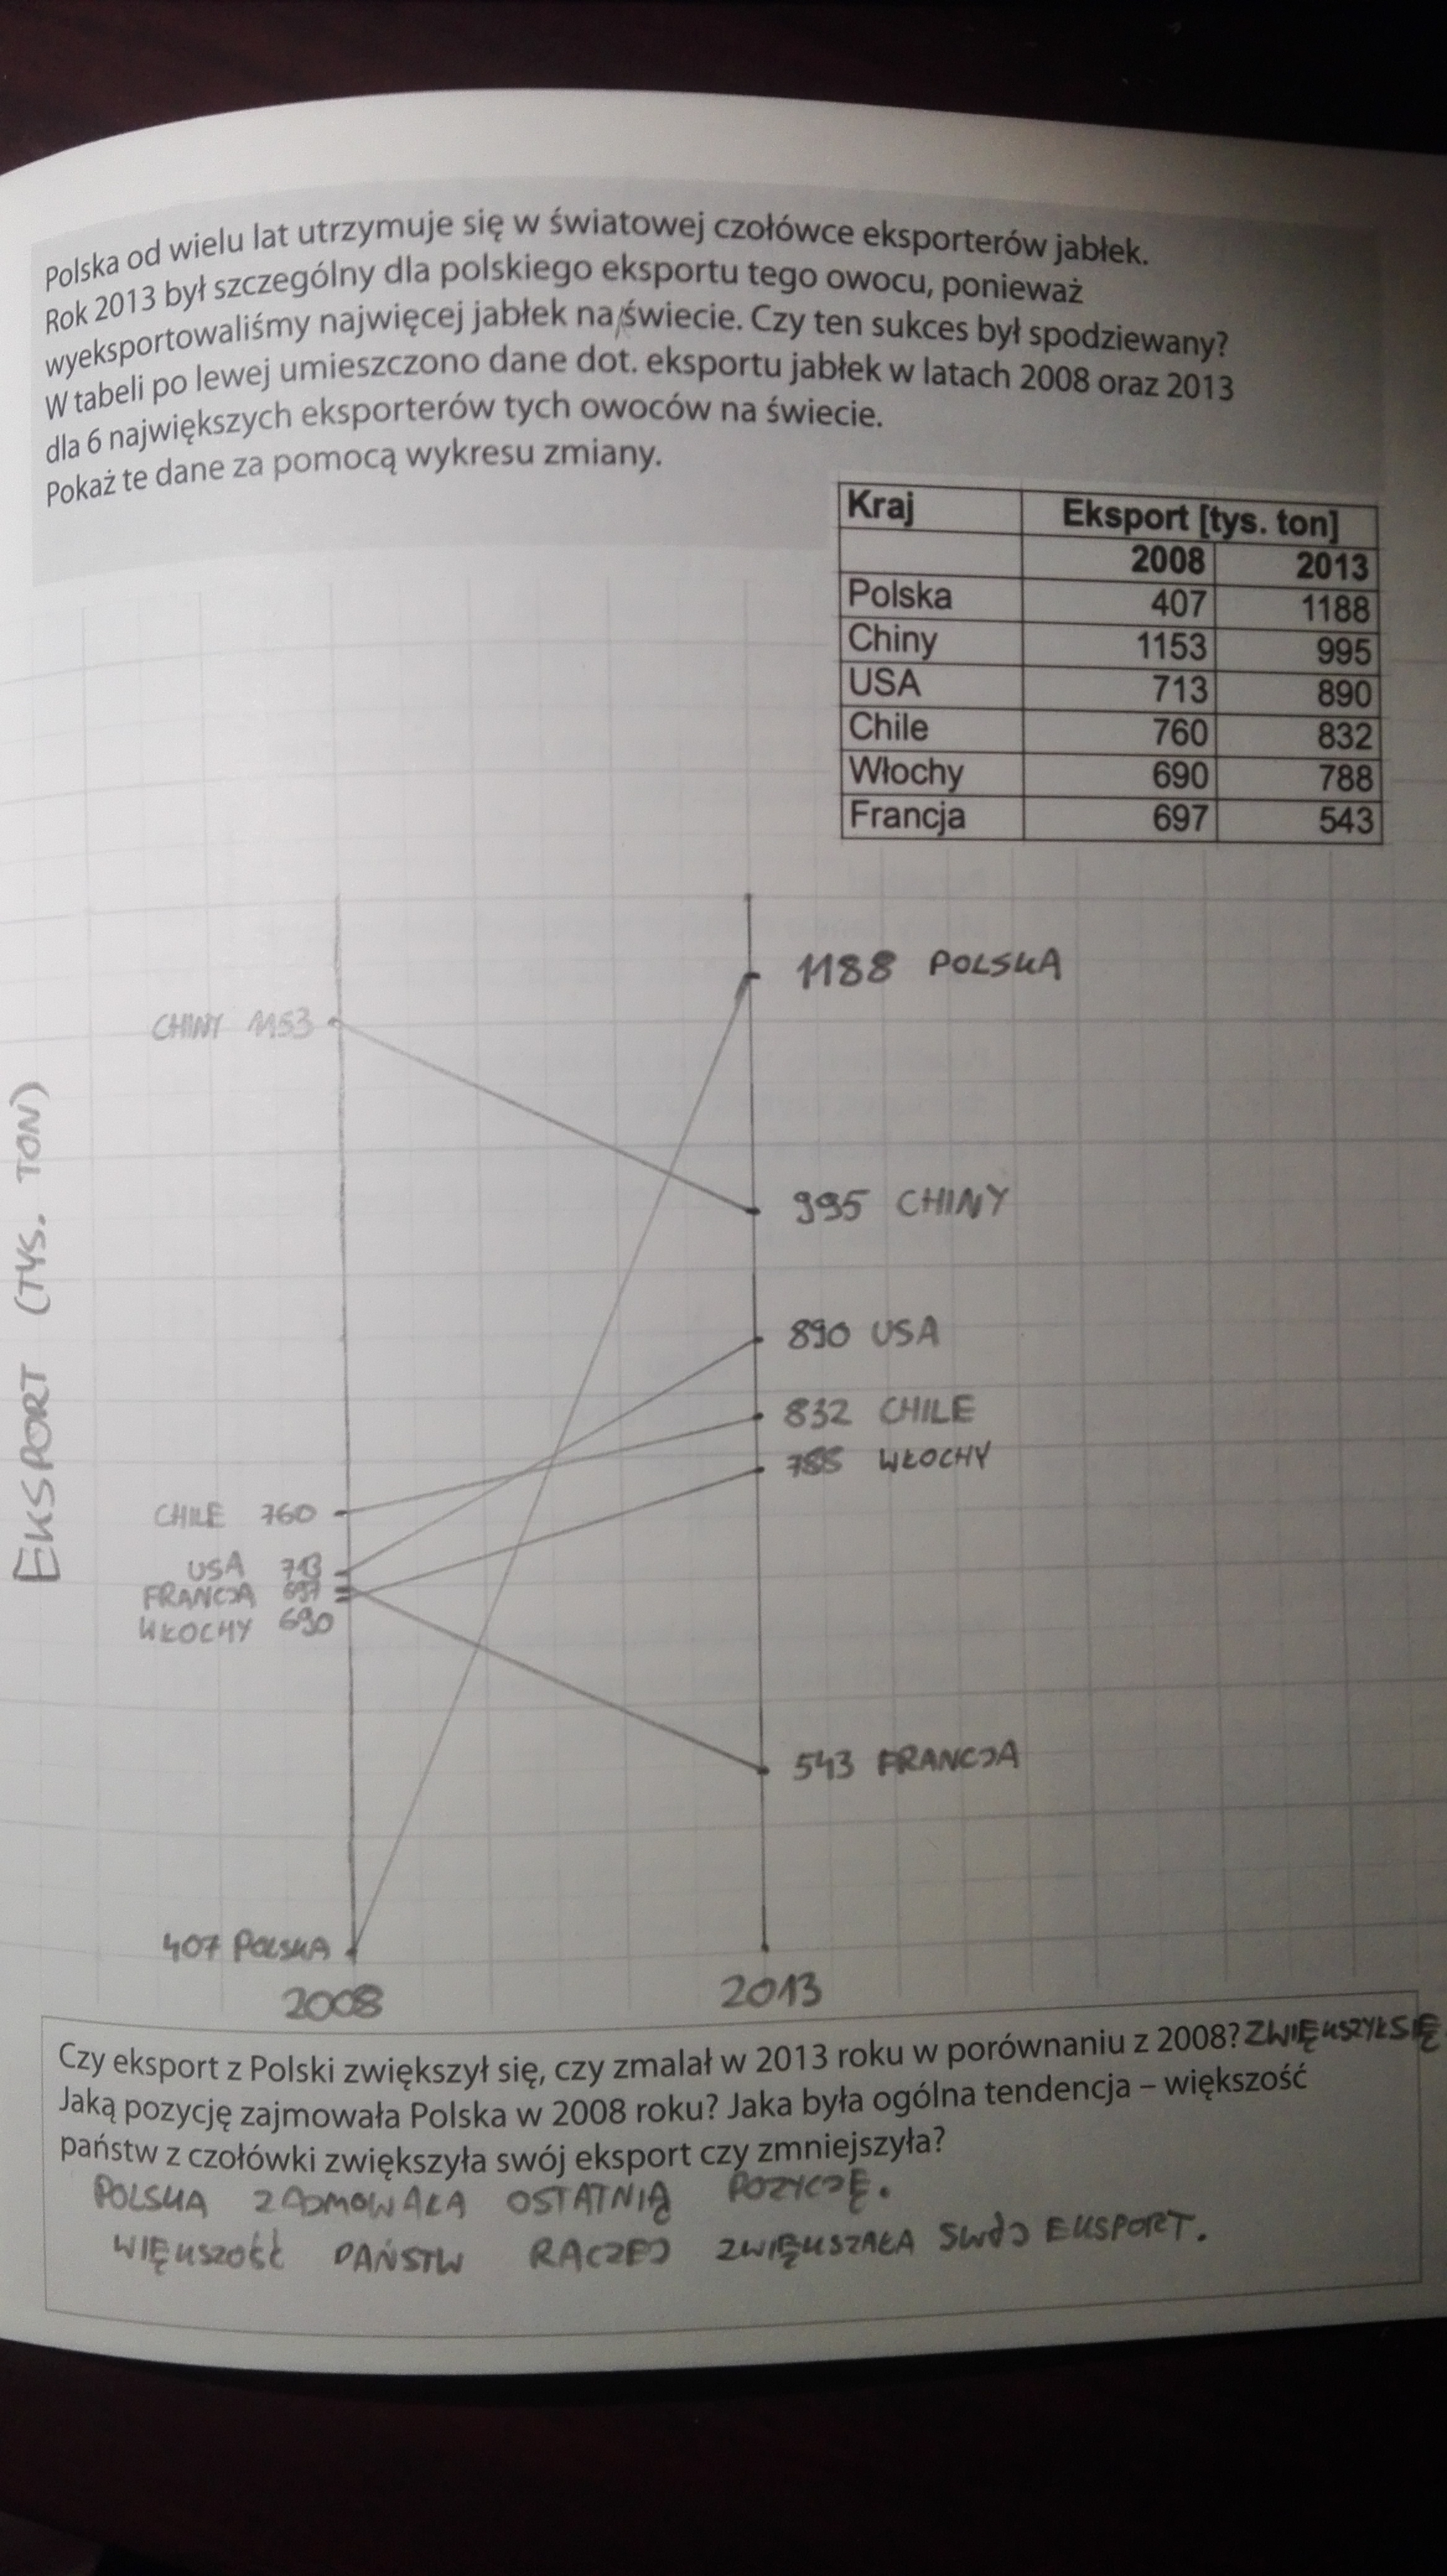 Polska od wielu lat utrzymuje się w światowej czołówce eksporterów jabłek.
Rok 2013 był szczególny dla polskiego eksportu tego owocu, ponieważ
wyeksportowaliśmy najwięcej jabłek na świecie. Czy ten sukces był spodziewany?
W tabeli po lewej umieszczono dane dot. eksportu jabłek w latach 2008 oraz 2013
dla 6 największych eksporterów tych owoców na świecie.
Pokaż te dane za pomocą wykresu zmiany.
Kraj Eksport [tys. ton]
2008 2013
Polska 407 1188
Chiny 1153 995
USA 713 890
Chile 760 832
Włochy 690 788
Francja 697 543
EKSPORT (TYS. TON)
1188 POLSKA
CHINY 1153
995 CHINY
890 USA
832 CHILE
788 WŁOCHY
CHILE 760
USA 713
FRANCJA 697
WŁOCHY 690
543 FRANCJA
407 POLSKA
2008 2013
Czy eksport z Polski zwiększył się, czy zmalał w 2013 roku w porównaniu z 2008? ZWIĘKSZYŁ SIĘ
Jaką pozycję zajmowała Polska w 2008 roku? Jaka była ogólna tendencja – większość
państw z czołówki zwiększyła swój eksport czy zmniejszyła?
POLSKA ZAJMOWAŁA OSTATNIĄ POZYCJĘ.
WIĘKSZOŚĆ PAŃSTW RACZEJ ZWIĘKSZAŁA SWÓJ EKSPORT.